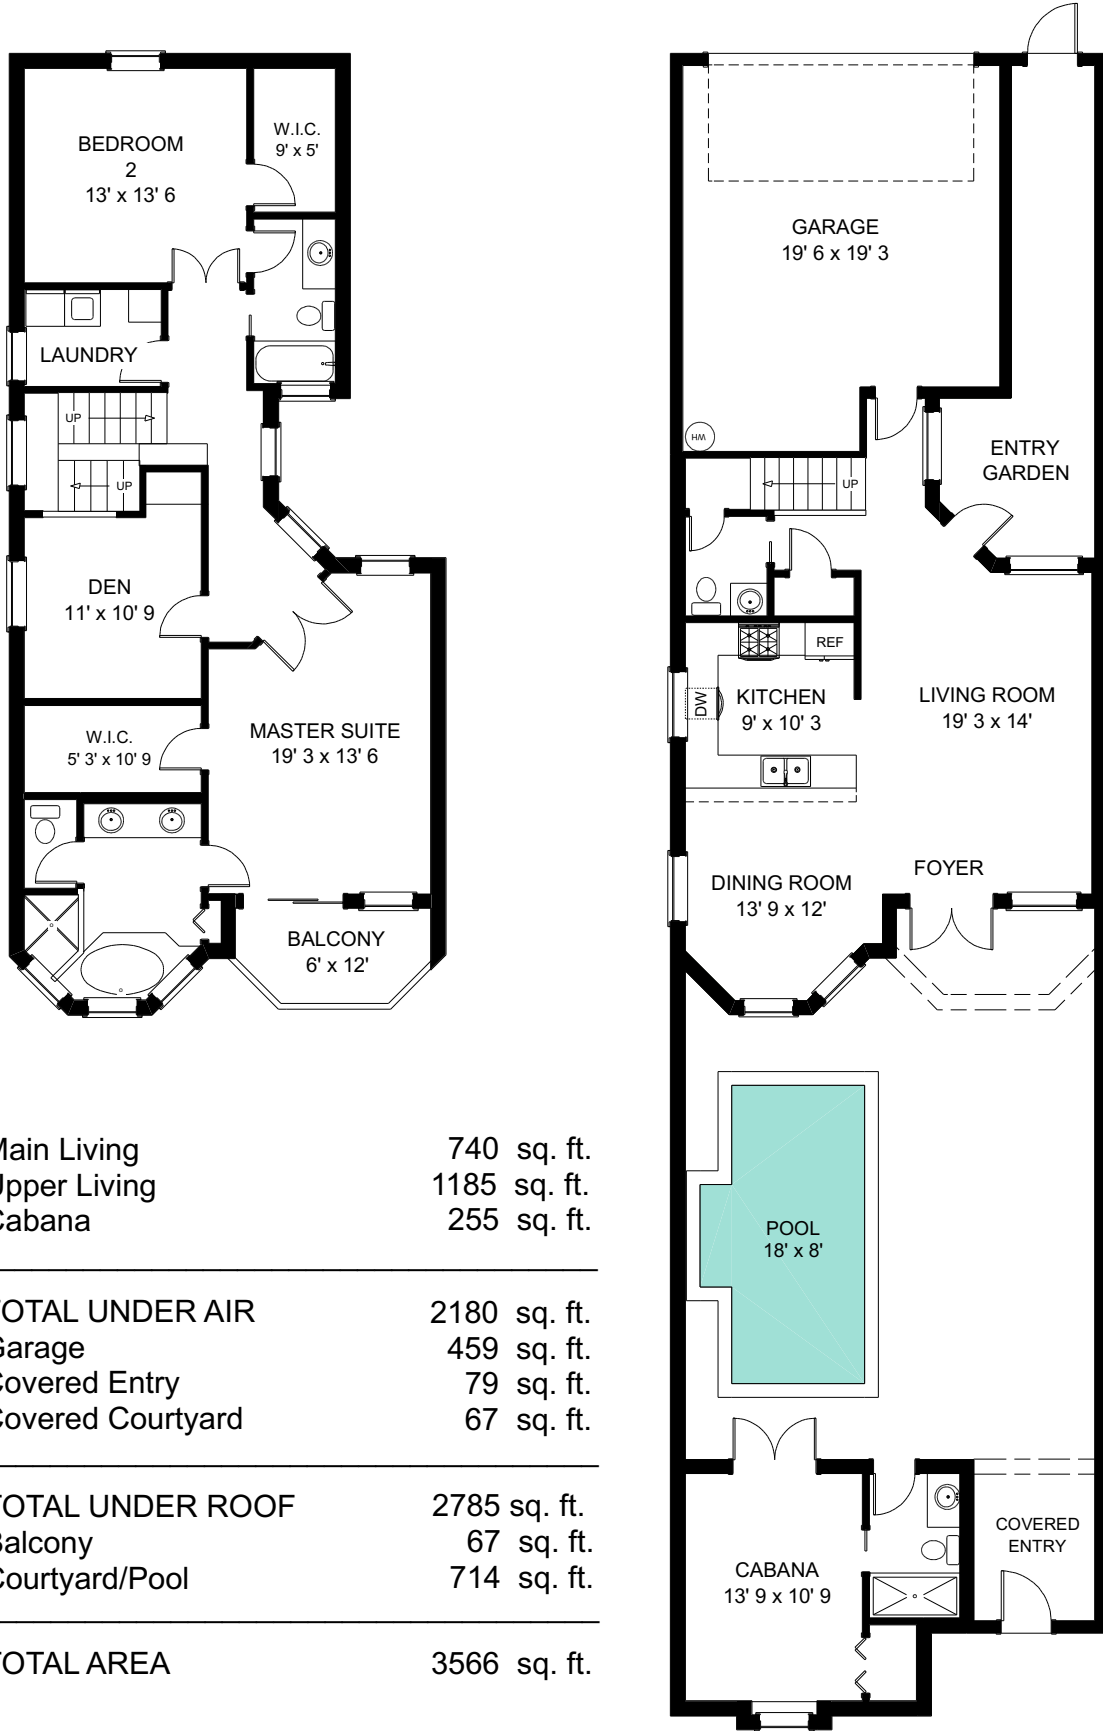 BEDROOM
2
13' x 13' 6
W.I.C.
9' x 5'
LAUNDRY
UP
UP
DEN
11' x 10' 9
W.I.C.
5' 3' x 10' 9
MASTER SUITE
19' 3 x 13' 6
BALCONY
6' x 12'
GARAGE
19' 6 x 19' 3
WH
ENTRY
GARDEN
UP
REF
DW
KITCHEN
9' x 10' 3
LIVING ROOM
19' 3 x 14'
FOYER
DINING ROOM
13' 9 x 12'
POOL
18' x 8'
COVERED
ENTRY
CABANA
13' 9 x 10' 9
Main Living 740 sq. ft.
Upper Living 1185 sq. ft.
Cabana 255 sq. ft.
TOTAL UNDER AIR 2180 sq. ft.
Garage 459 sq. ft.
Covered Entry 79 sq. ft.
Covered Courtyard 67 sq. ft.
TOTAL UNDER ROOF 2785 sq. ft.
Balcony 67 sq. ft.
Courtyard/Pool 714 sq. ft.
TOTAL AREA 3566 sq. ft.